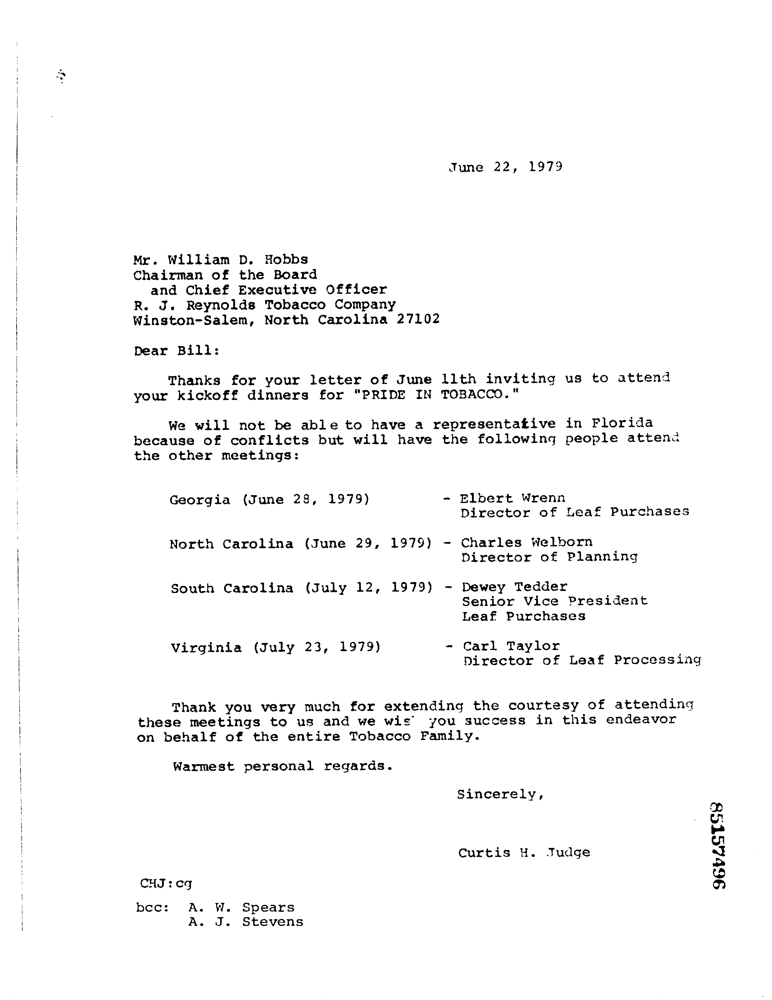 June 22, 1979
Mr. William D. Hobbs
Chairman of the Board
and Chief Executive Officer
R. J. Reynolds Tobacco Company
Winston-Salem, North Carolina 27102
Dear Bill:
Thanks for your letter of June 11th inviting us to attend
your kickoff dinners for "PRIDE IN TOBACCO."
We will not be able to have a representative in Florida
because of conflicts but will have the following people attend
the other meetings:
Georgia (June 28, 1979) - Elbert Wrenn
Director of Leaf Purchases
North Carolina (June 29, 1979) - Charles Welborn
Director of Planning
South Carolina (July 12, 1979) - Dewey Tedder
Senior Vice President
Leaf Purchases
Virginia (July 23, 1979) - Carl Taylor
Director of Leaf Processing
Thank you very much for extending the courtesy of attending
these meetings to us and we wis you success in this endeavor
on behalf of the entire Tobacco Family.
Warmest personal regards.
Sincerely,
Curtis H. Judge
CHJ:cg
bcc: A. W. Spears
A. J. Stevens
85157496